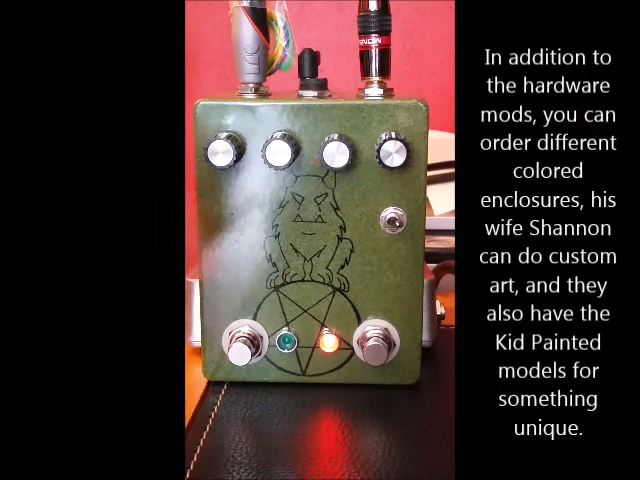 In addition to
the hardware
mods, you can
order different
colored
enclosures, his
wife Shannon
can do custom
art, and they
also have the
Kid Painted
models for
something
unique.